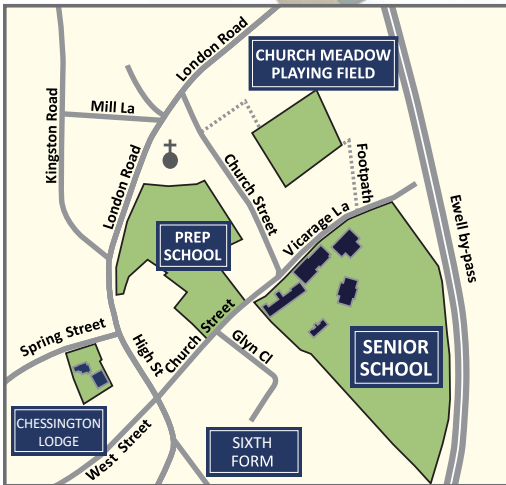 London Road
CHURCH MEADOW
PLAYING FIELD
Mill La
Kingston Road
London Road
Church Street
Footpath
Ewell by-pass
Vicarage La
PREP
SCHOOL
Spring Street
High St.
Church Street
Glyn Cl
SENIOR
SCHOOL
CHESSINGTON
LODGE
West Street
SIXTH
FORM